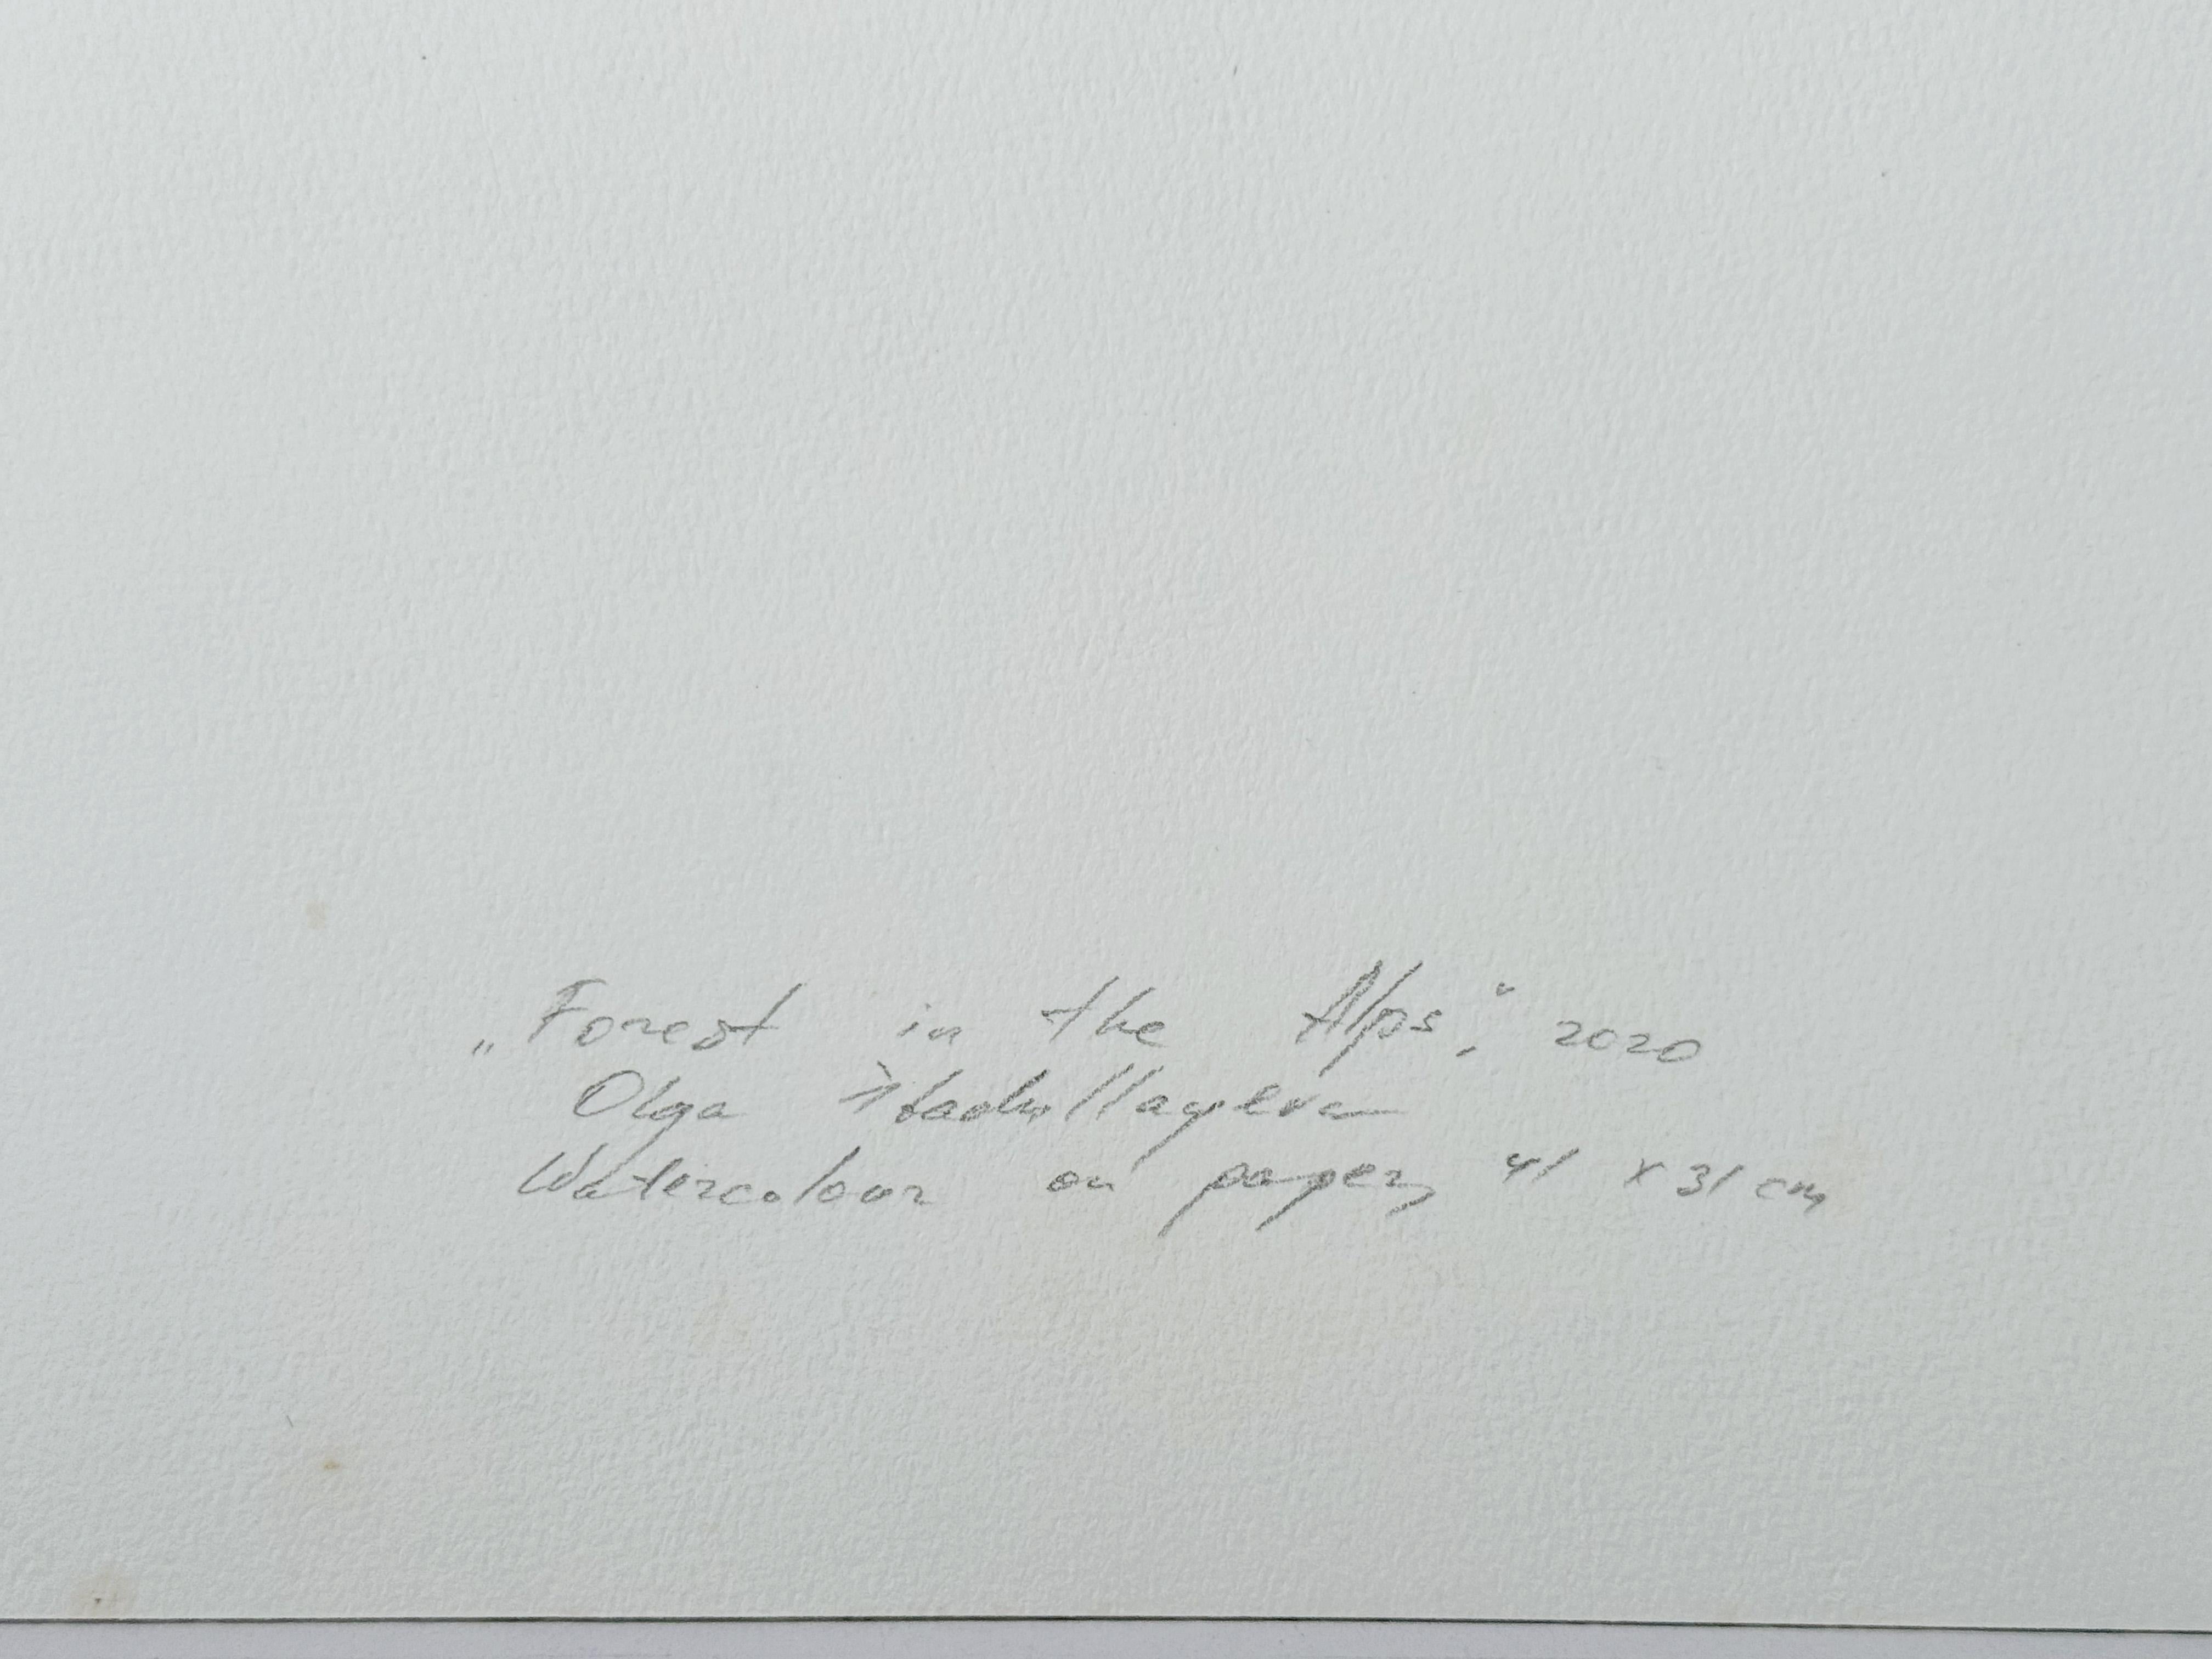 „Forest in the Alps,“ 2020
Olga
Watercolour on paper, 41 x 31 cm